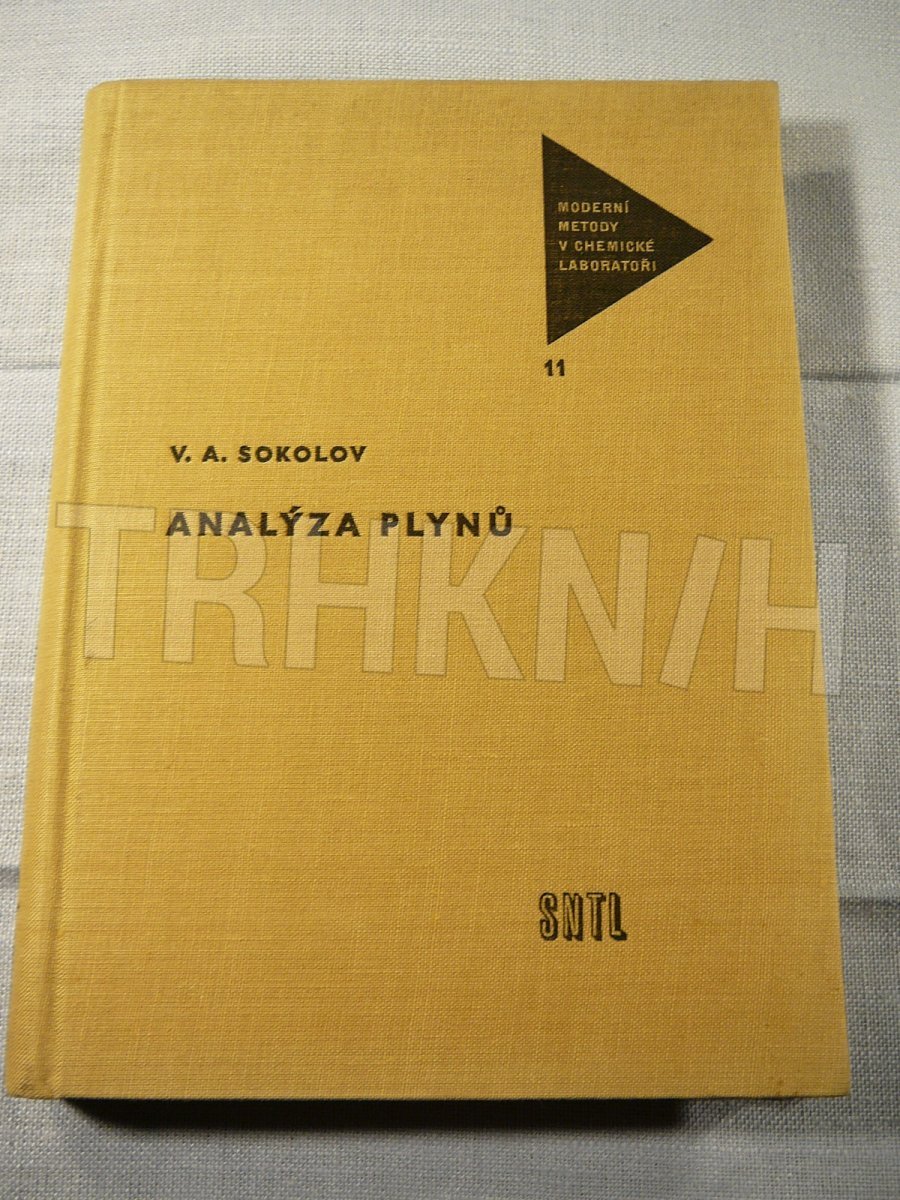 MODERNÍ
METODY
V CHEMICKÉ
LABORATOŘI
11
V. A. SOKOLOV
ANALÝZA PLYNŮ
TRHKNIH
SNTL